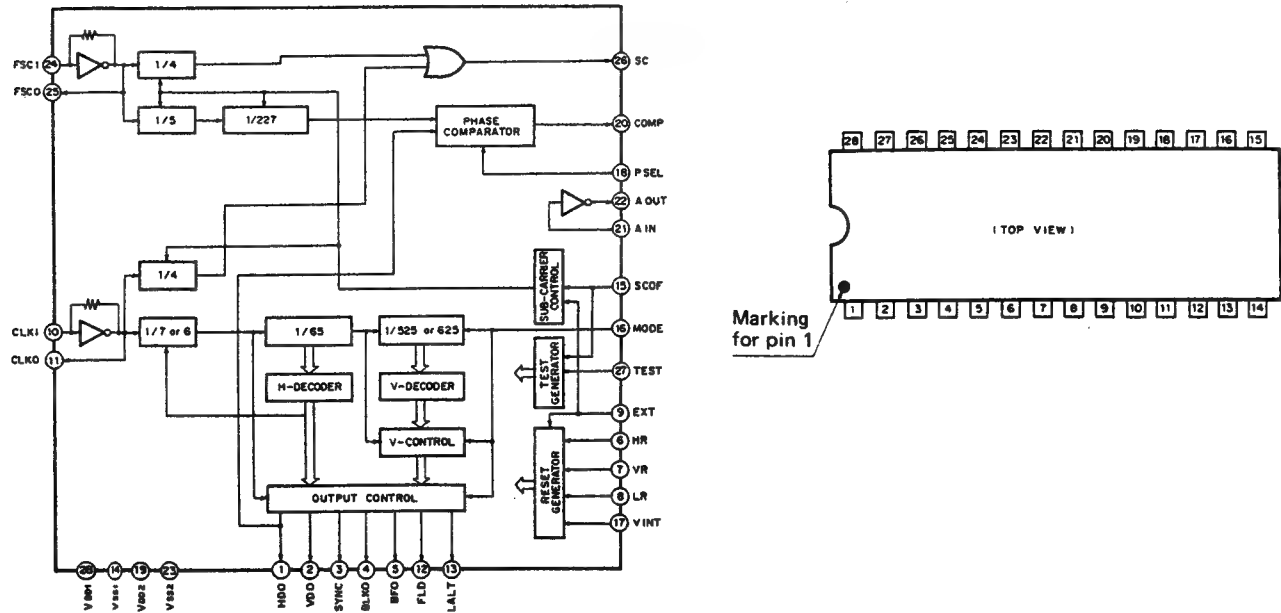 FSCI 24
1/4
26 SC
FSCO 25
1/5
1/227
PHASE COMPARATOR
20 COMP
18 PSEL
22 A OUT
21 A IN
1/4
SUB-CARRIER CONTROL
15 SCOF
CLKI 10
1/7 or 6
1/65
1/525 or 625
16 MODE
CLKO 11
TEST GENERATOR
27 TEST
H-DECODER
V-DECODER
9 EXT
RESET GENERATOR
6 HR
V-CONTROL
7 VR
OUTPUT CONTROL
8 LR
17 VINT
28 14 19 23
VDD1 VSS1 VDD2 VSS2
1 2 3 4 5 12 13
HDO VDO SYNC BLKO BFO FLD LALT
28 27 26 25 24 23 22 21 20 19 18 17 16 15
(TOP VIEW)
1 2 3 4 5 6 7 8 9 10 11 12 13 14
Marking
for pin 1